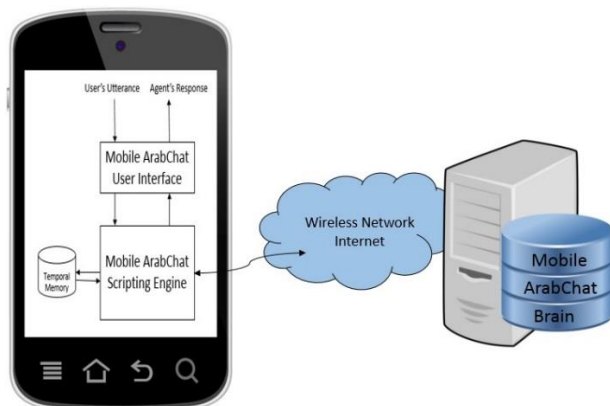 User's Utterance
Agent's Response
Mobile ArabChat
User Interface
Temporal
Memory
Mobile ArabChat
Scripting Engine
Wireless Network
Internet
Mobile
ArabChat
Brain